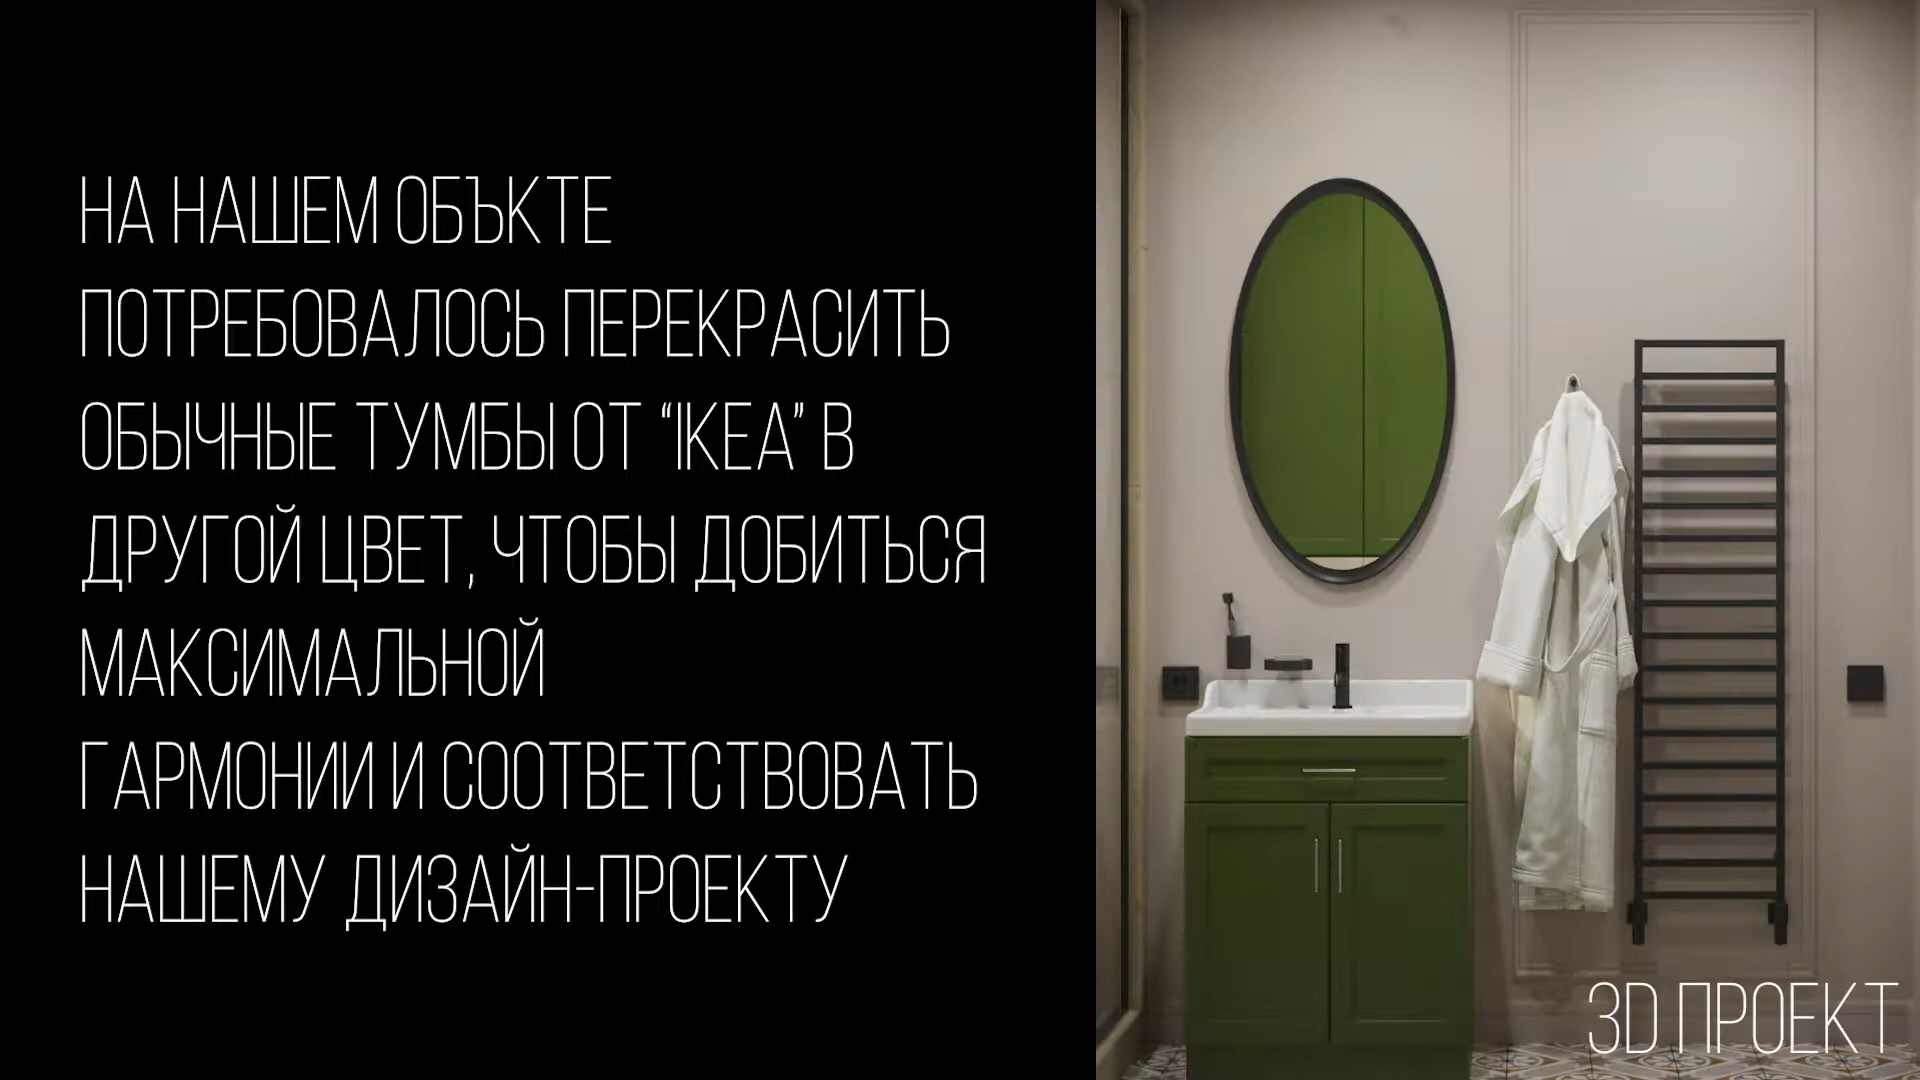 НА НАШЕМ ОБЪКТЕ
ПОТРЕБОВАЛОСЬ ПЕРЕКРАСИТЬ
ОБЫЧНЫЕ ТУМБЫ ОТ “IKEA” В
ДРУГОЙ ЦВЕТ, ЧТОБЫ ДОБИТЬСЯ
МАКСИМАЛЬНОЙ
ГАРМОНИИ И СООТВЕТСТВОВАТЬ
НАШЕМУ ДИЗАЙН-ПРОЕКТУ
3D ПРОЕКТ